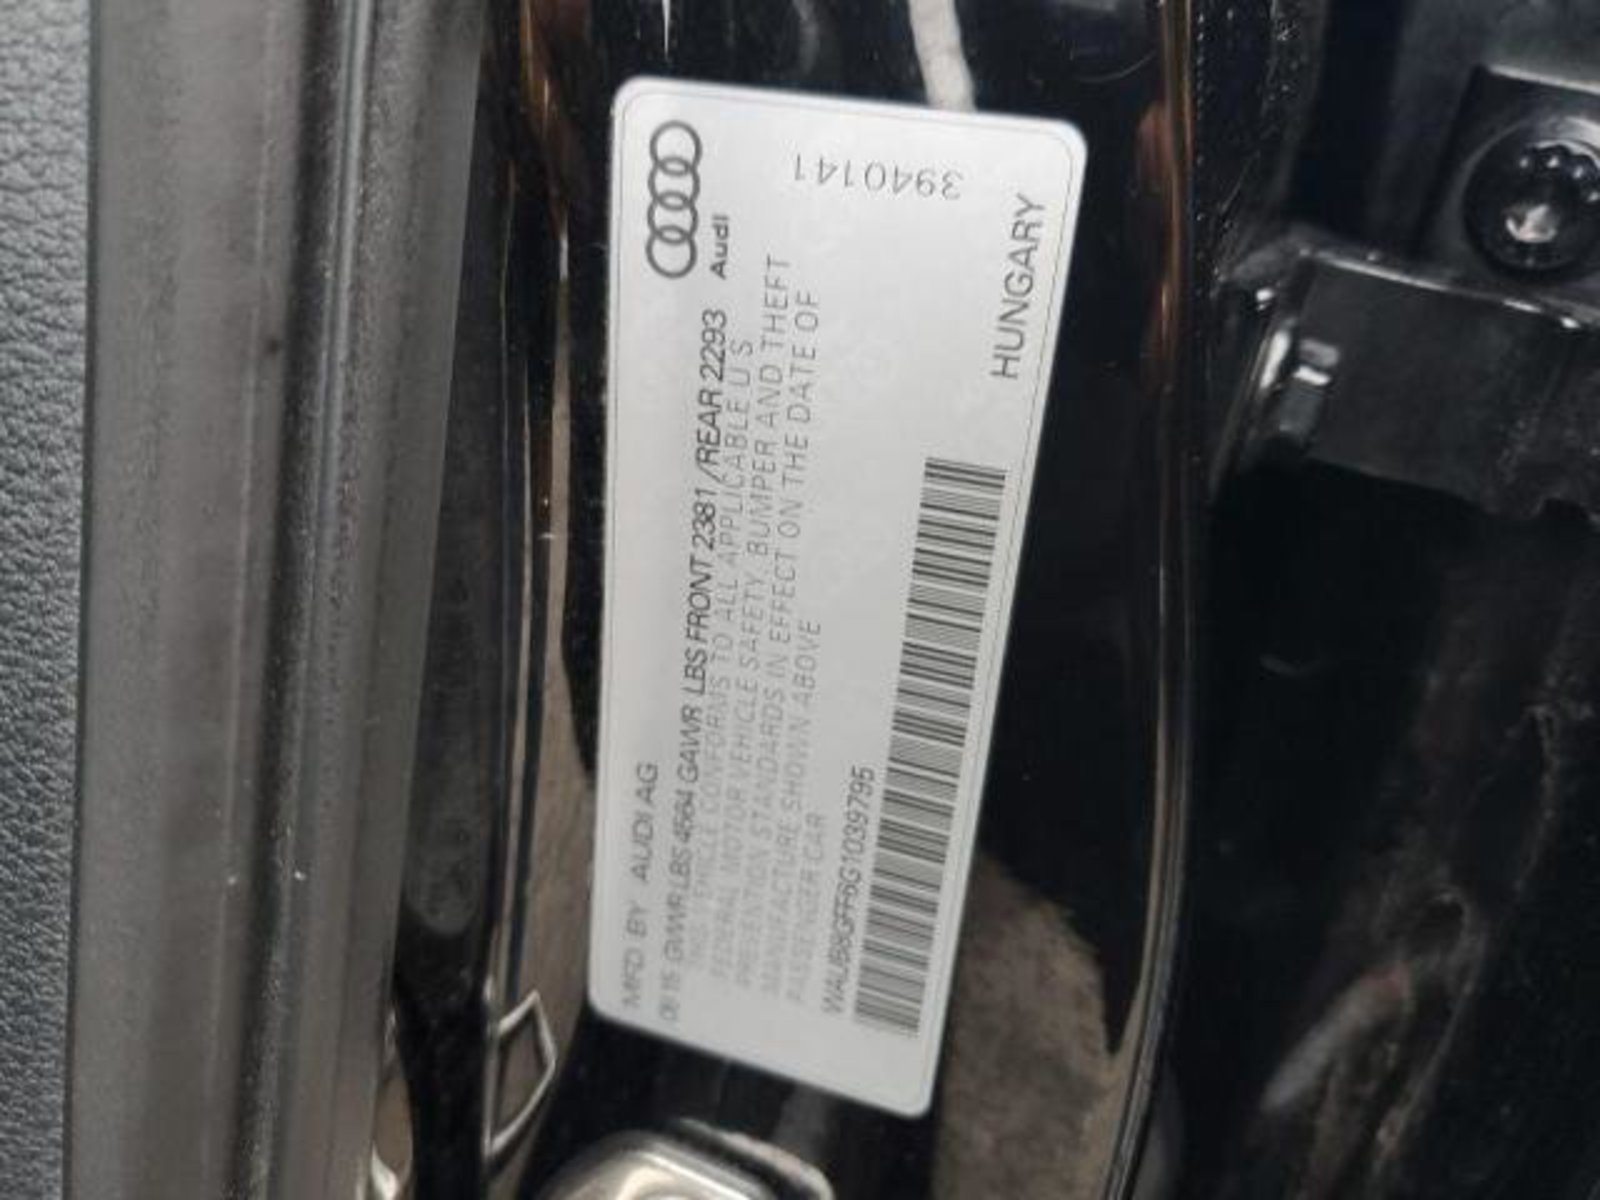 Audi
3940141
MFD BY AUDI AG
06 15 GVWR LBS 4564 GAWR LBS FRONT 2381/REAR 2293
THIS VEHICLE CONFORMS TO ALL APPLICABLE U S
FEDERAL MOTOR VEHICLE SAFETY, BUMPER AND THEFT
PREVENTION STANDARDS IN EFFECT ON THE DATE OF
MANUFACTURE SHOWN ABOVE
PASSENGER CAR
WAUB8GFF6G1039795
HUNGARY